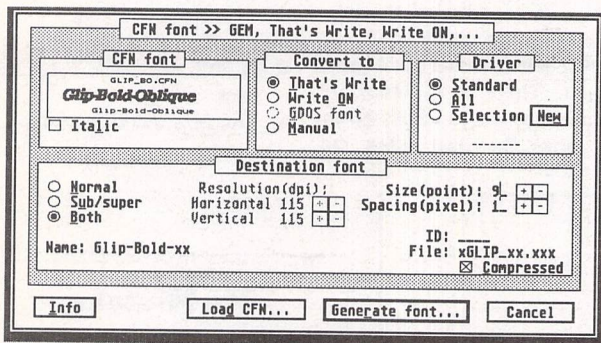 CFN font >> GEM, That's Write, Write ON,...
CFN font
GLIP_BO.CFN
Glip-Bold-Oblique
Glip-Bold-Oblique
Italic
Convert to
That's Write
Write ON
GDOS font
Manual
Driver
Standard
All
Selection New
--------
Destination font
Normal
Sub/super
Both
Resolution(dpi):
Horizontal 115 + -
Vertical 115 + -
Size(point): 9 + -
Spacing(pixel): 1_ + -
Name: Glip-Bold-xx
ID: ____
File: xGLIP_xx.xxx
Compressed
Info
Load CFN...
Generate font...
Cancel